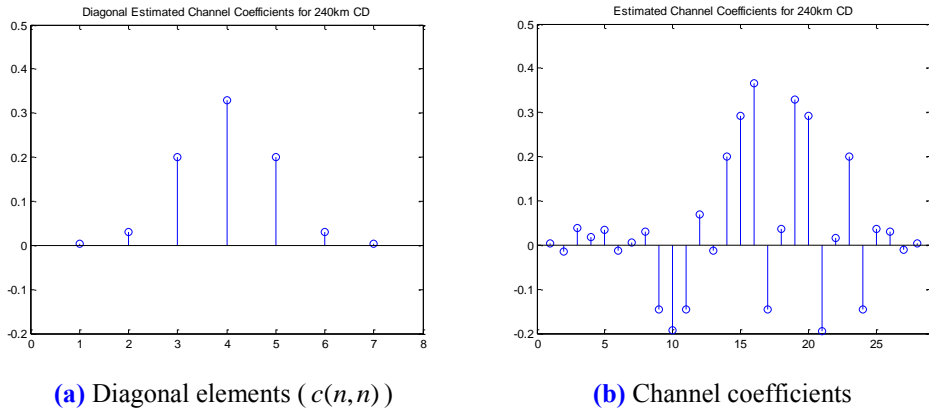 Diagonal Estimated Channel Coefficients for 240km CD
0.5
0.4
0.3
0.2
0.1
0
-0.1
-0.2
0 1 2 3 4 5 6 7 8
(a) Diagonal elements ( c(n,n) )
Estimated Channel Coefficients for 240km CD
0.5
0.4
0.3
0.2
0.1
0
-0.1
-0.2
0 5 10 15 20 25
(b) Channel coefficients